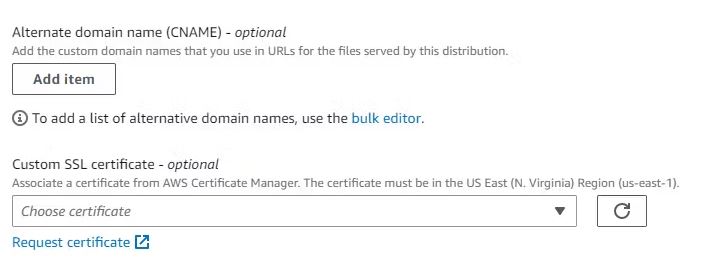 Alternate domain name (CNAME) - optional
Add the custom domain names that you use in URLs for the files served by this distribution.
Add item
To add a list of alternative domain names, use the bulk editor.
Custom SSL certificate - optional
Associate a certificate from AWS Certificate Manager. The certificate must be in the US East (N. Virginia) Region (us-east-1).
Choose certificate
Request certificate